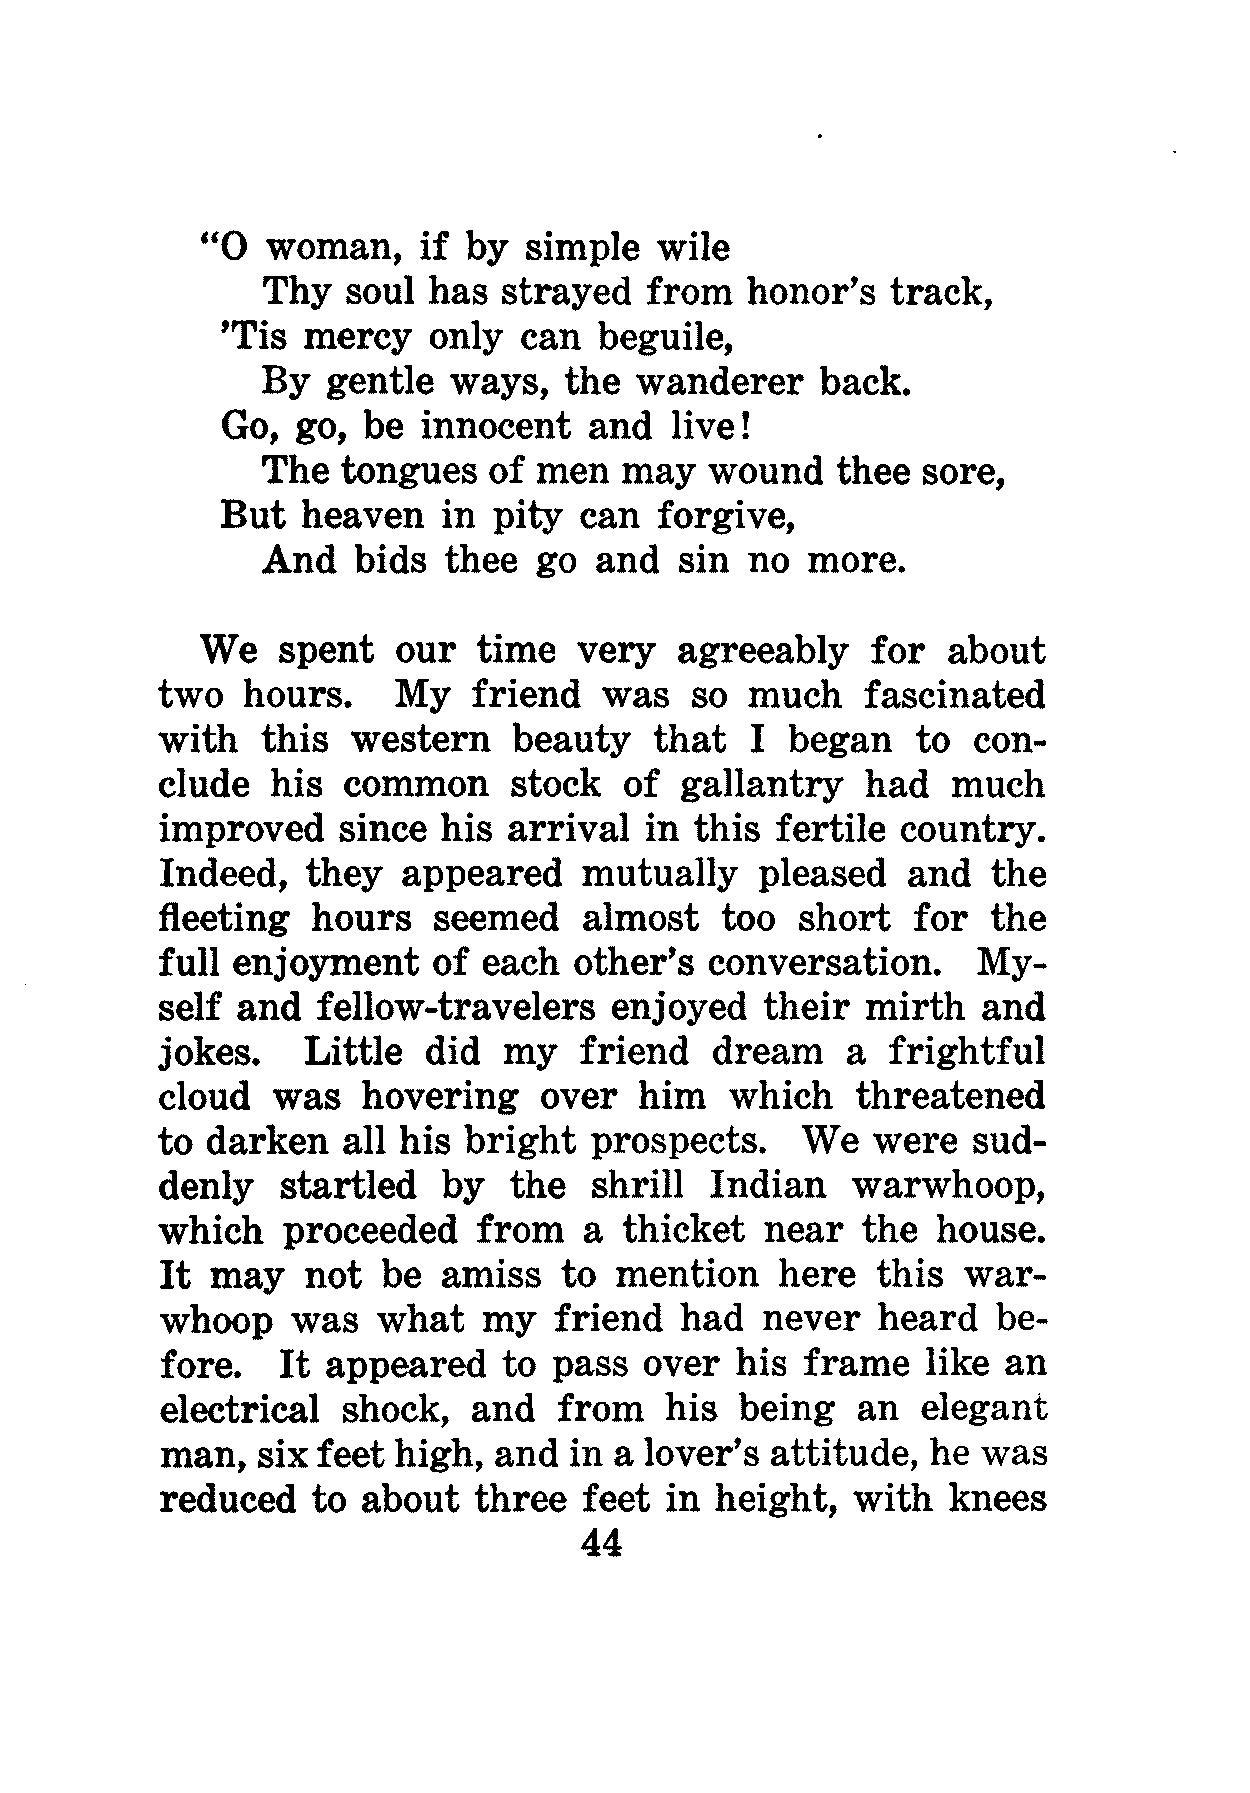 “O woman, if by simple wile
Thy soul has strayed from honor’s track,
’Tis mercy only can beguile,
By gentle ways, the wanderer back.
Go, go, be innocent and live!
The tongues of men may wound thee sore,
But heaven in pity can forgive,
And bids thee go and sin no more.
We spent our time very agreeably for about
two hours. My friend was so much fascinated
with this western beauty that I began to con-
clude his common stock of gallantry had much
improved since his arrival in this fertile country.
Indeed, they appeared mutually pleased and the
fleeting hours seemed almost too short for the
full enjoyment of each other’s conversation. My-
self and fellow-travelers enjoyed their mirth and
jokes. Little did my friend dream a frightful
cloud was hovering over him which threatened
to darken all his bright prospects. We were sud-
denly startled by the shrill Indian warwhoop,
which proceeded from a thicket near the house.
It may not be amiss to mention here this war-
whoop was what my friend had never heard be-
fore. It appeared to pass over his frame like an
electrical shock, and from his being an elegant
man, six feet high, and in a lover’s attitude, he was
reduced to about three feet in height, with knees
44